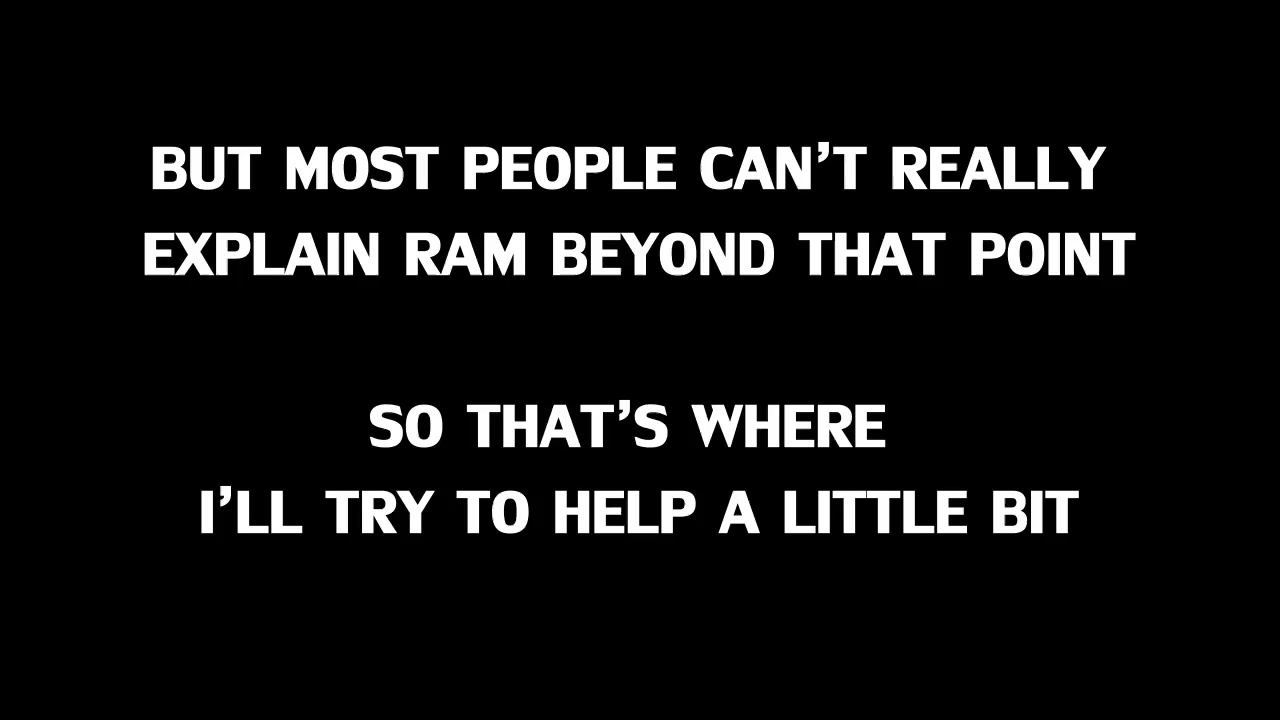 BUT MOST PEOPLE CAN'T REALLY
EXPLAIN RAM BEYOND THAT POINT
SO THAT'S WHERE
I'LL TRY TO HELP A LITTLE BIT